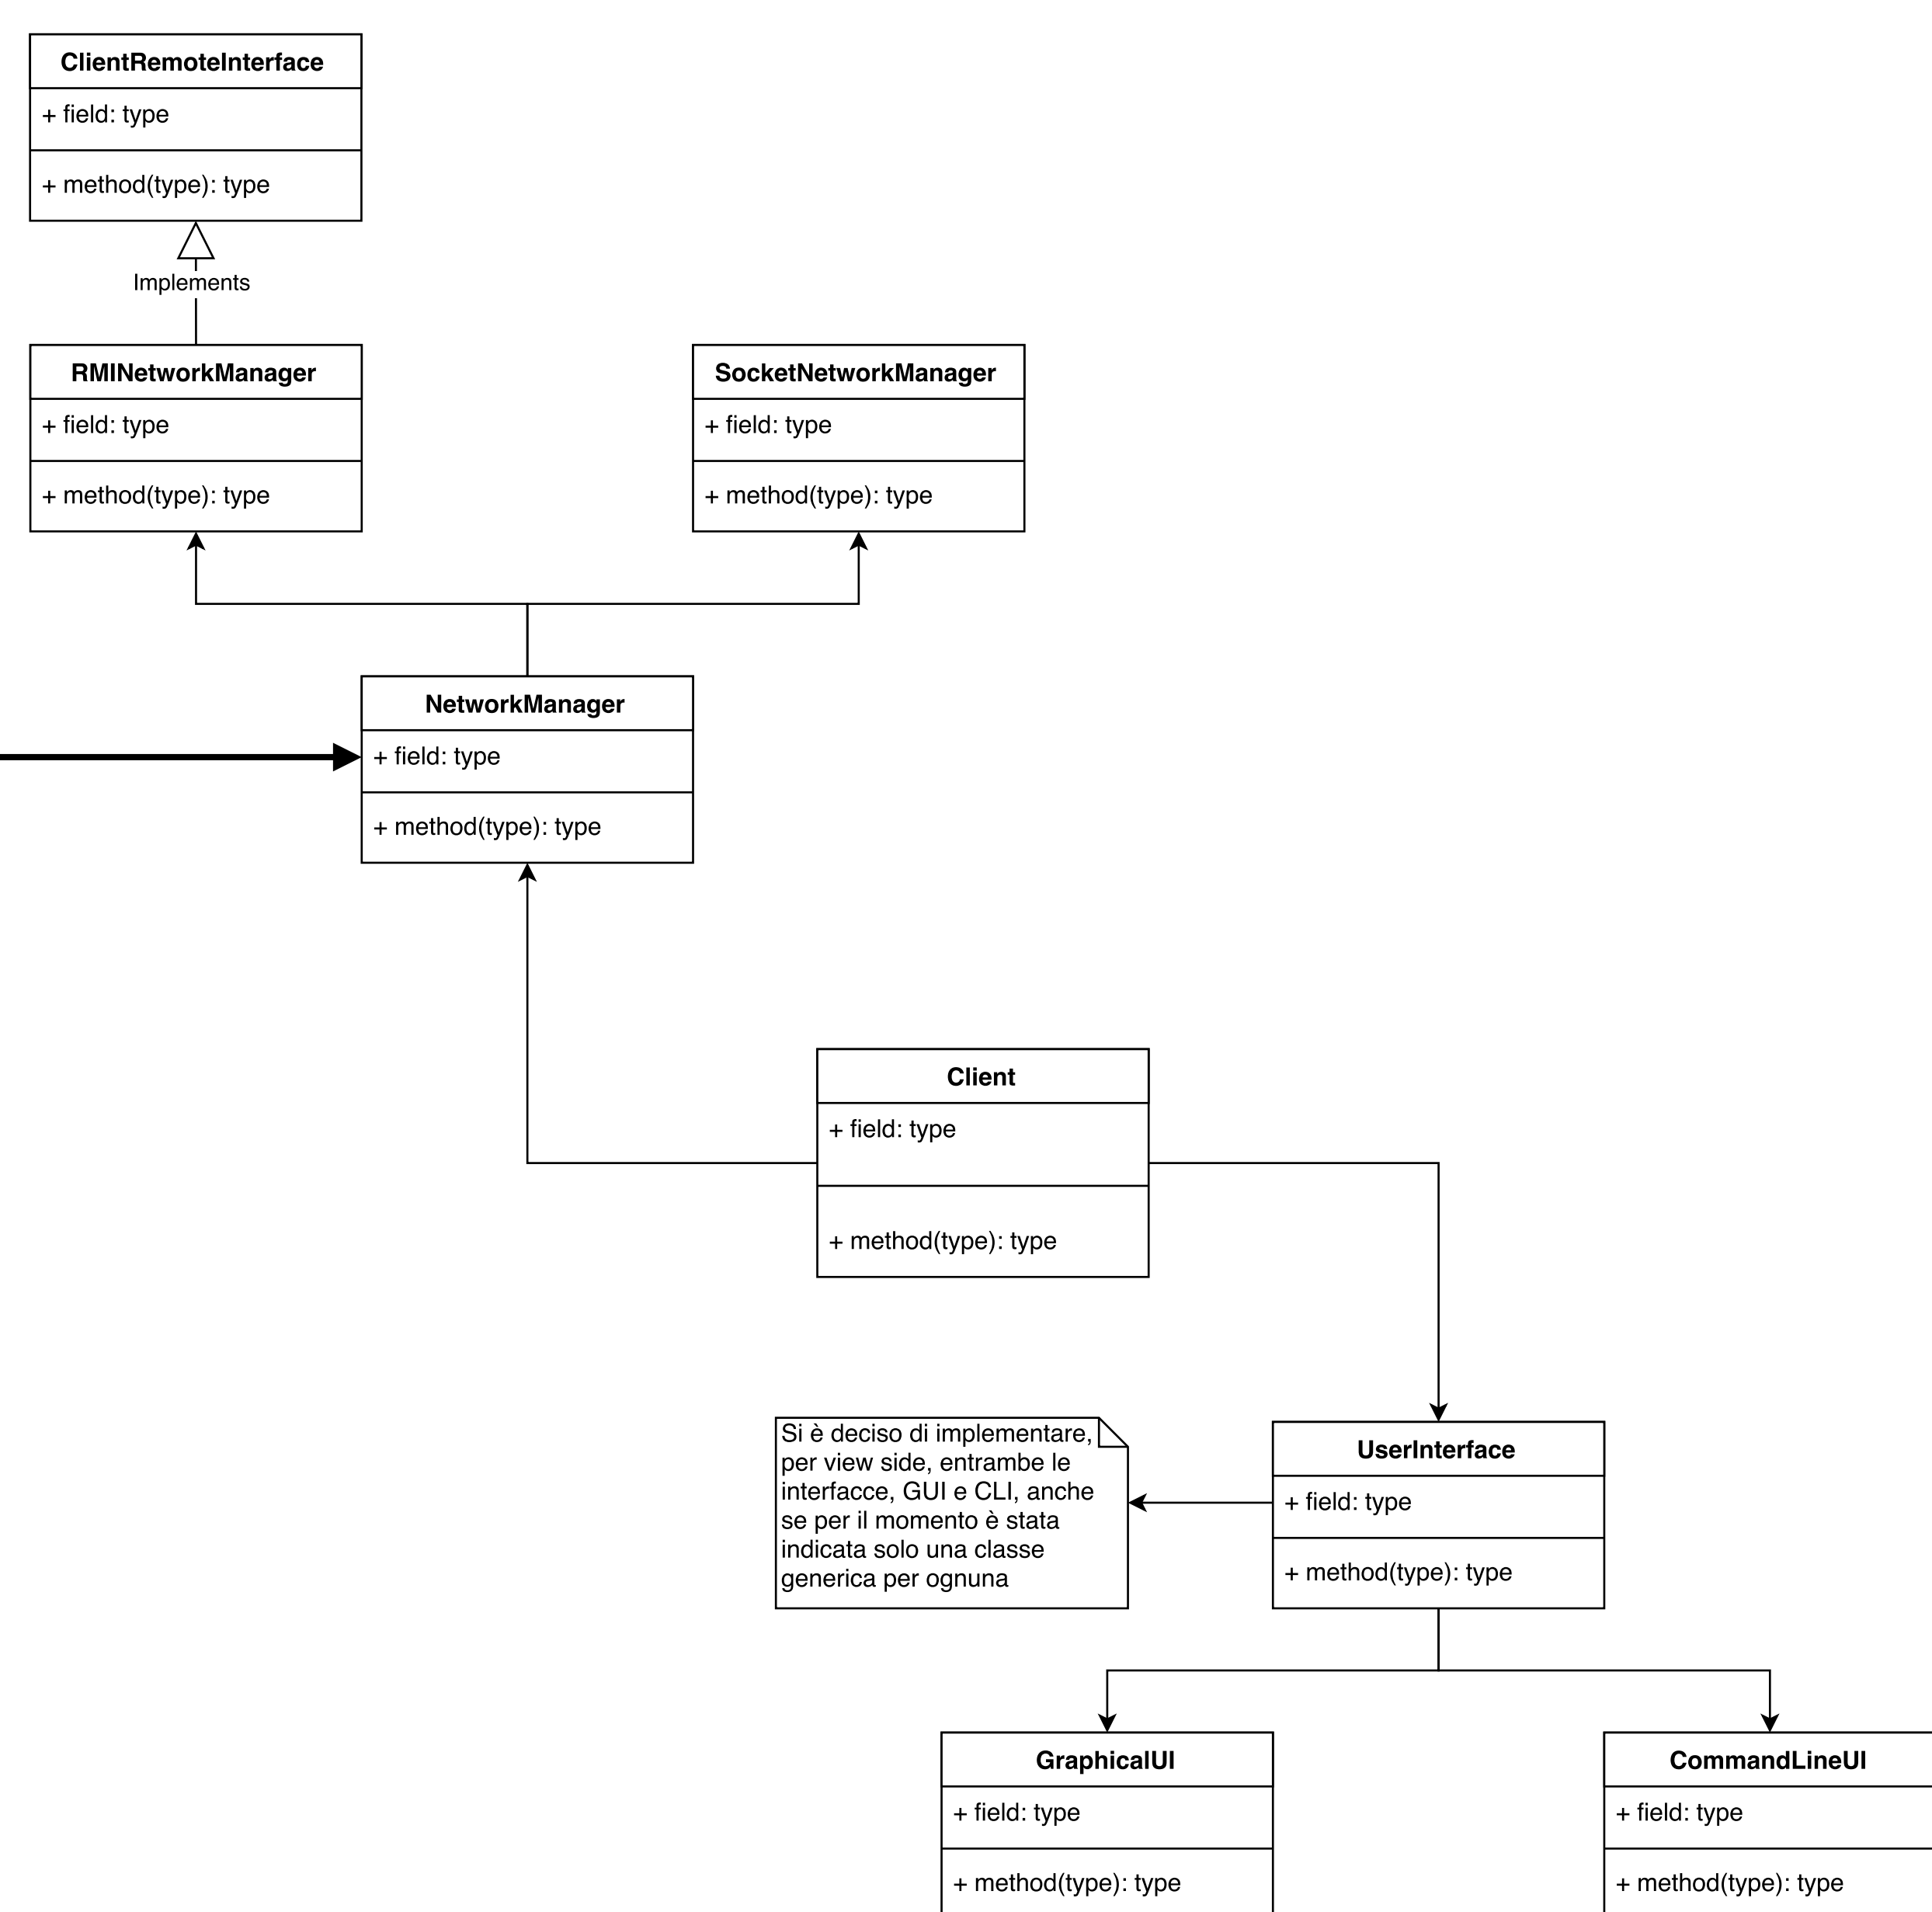 ClientRemoteInterface
+ field: type
+ method(type): type
Implements
RMINetworkManager
+ field: type
+ method(type): type
SocketNetworkManager
+ field: type
+ method(type): type
NetworkManager
+ field: type
+ method(type): type
Client
+ field: type
+ method(type): type
Si è deciso di implementare,
per view side, entrambe le
interfacce, GUI e CLI, anche
se per il momento è stata
indicata solo una classe
generica per ognuna
UserInterface
+ field: type
+ method(type): type
GraphicalUI
+ field: type
+ method(type): type
CommandLineUI
+ field: type
+ method(type): type